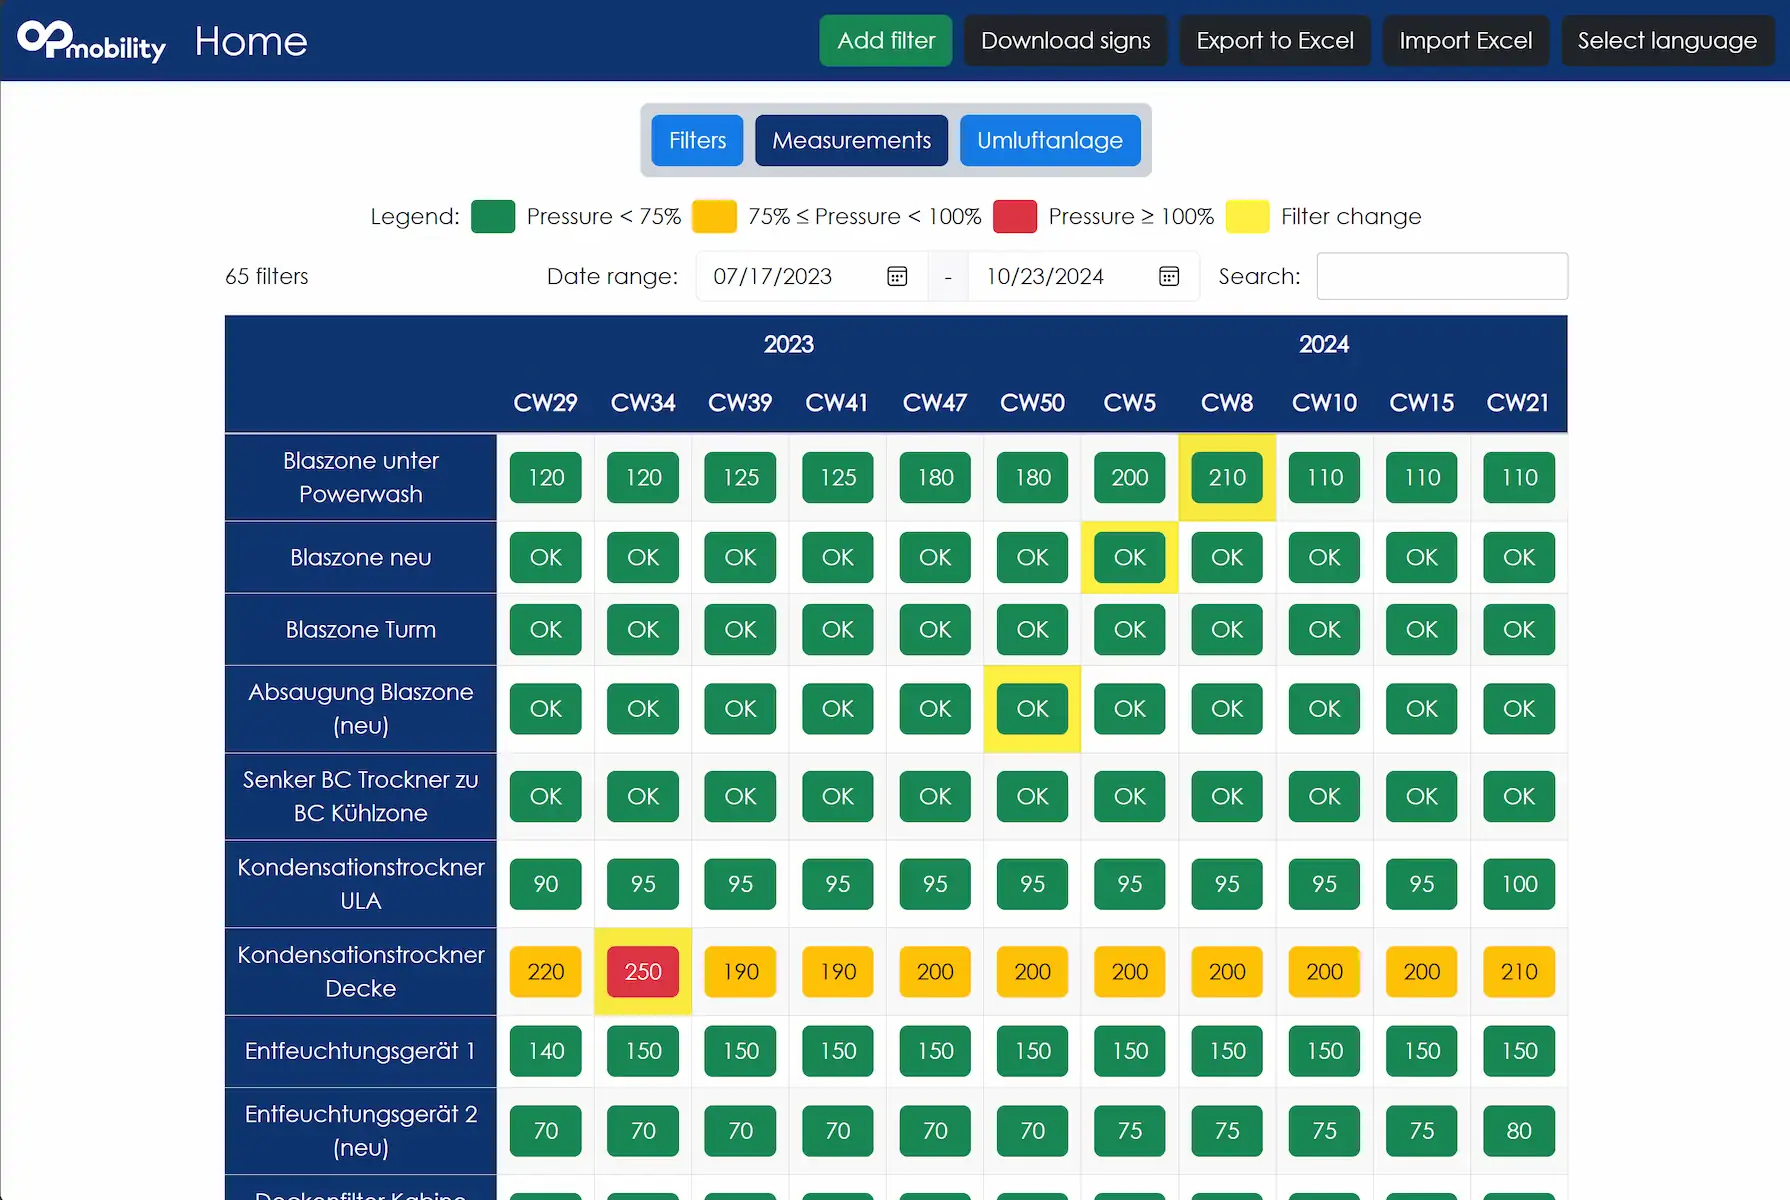 OPmobility Home Add filter Download signs Export to Excel Import Excel Select language
Filters Measurements Umluftanlage
Legend: Pressure < 75% 75% ≤ Pressure < 100% Pressure ≥ 100% Filter change
65 filters Date range: 07/17/2023 - 10/23/2024 Search:
2023 2024
CW29 CW34 CW39 CW41 CW47 CW50 CW5 CW8 CW10 CW15 CW21
Blaszone unter
Powerwash
120 120 125 125 180 180 200 210 110 110 110
Blaszone neu OK OK OK OK OK OK OK OK OK OK OK
Blaszone Turm OK OK OK OK OK OK OK OK OK OK OK
Absaugung Blaszone
(neu)
OK OK OK OK OK OK OK OK OK OK OK
Senker BC Trockner zu
BC Kühlzone
OK OK OK OK OK OK OK OK OK OK OK
Kondensationstrockner
ULA
90 95 95 95 95 95 95 95 95 95 100
Kondensationstrockner
Decke
220 250 190 190 200 200 200 200 200 200 210
Entfeuchtungsgerät 1 140 150 150 150 150 150 150 150 150 150 150
Entfeuchtungsgerät 2
(neu)
70 70 70 70 70 70 75 75 75 75 80
Deckenfilter Kabine